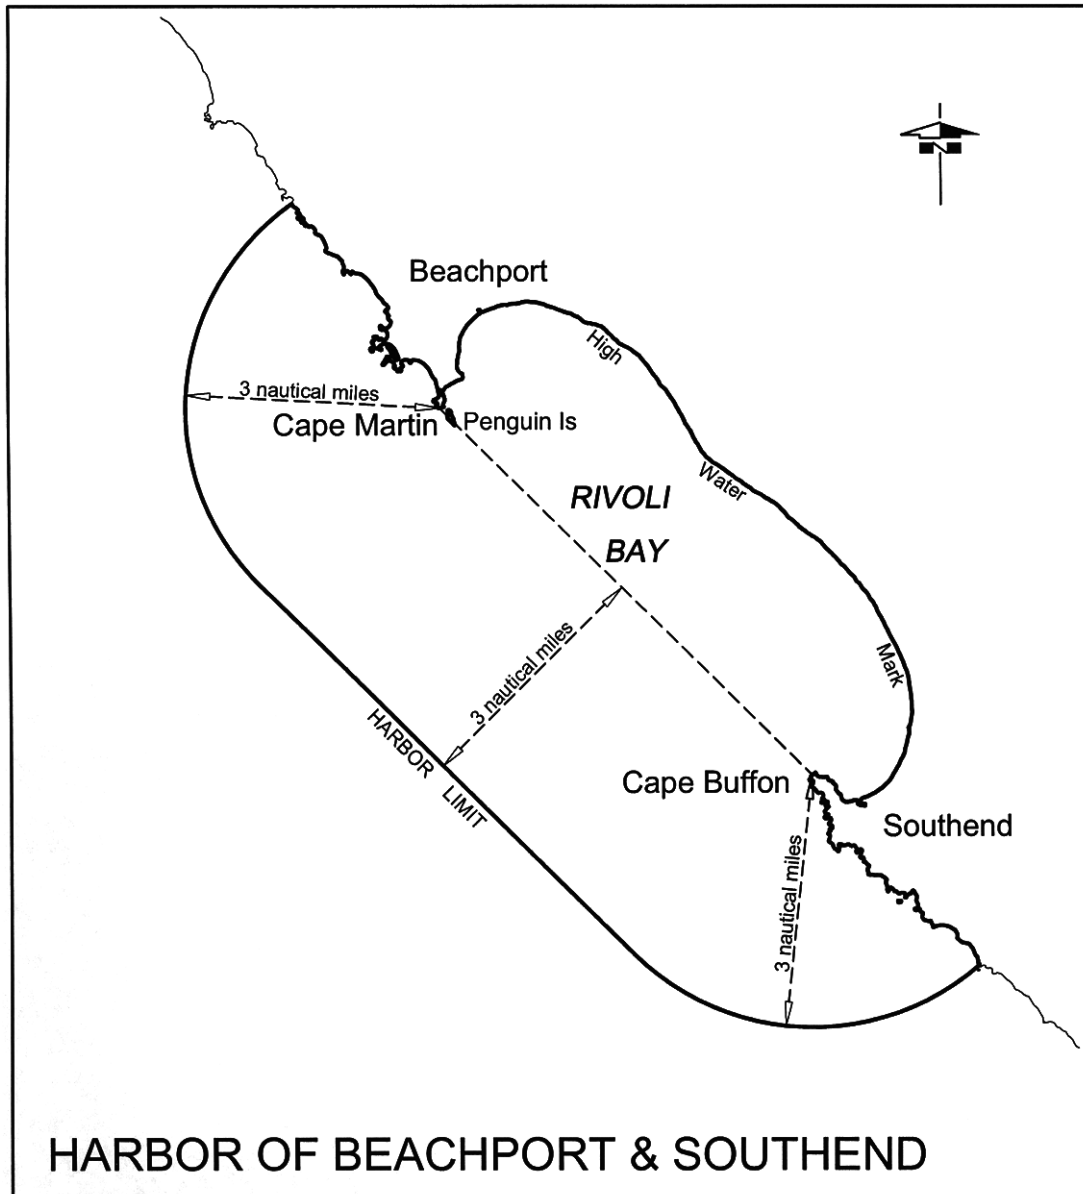 N
Beachport
High
3 nautical miles
Cape Martin
Penguin Is
Water
RIVOLI
BAY
3 nautical miles
Mark
HARBOR
LIMIT
Cape Buffon
Southend
3 nautical miles
HARBOR OF BEACHPORT & SOUTHEND